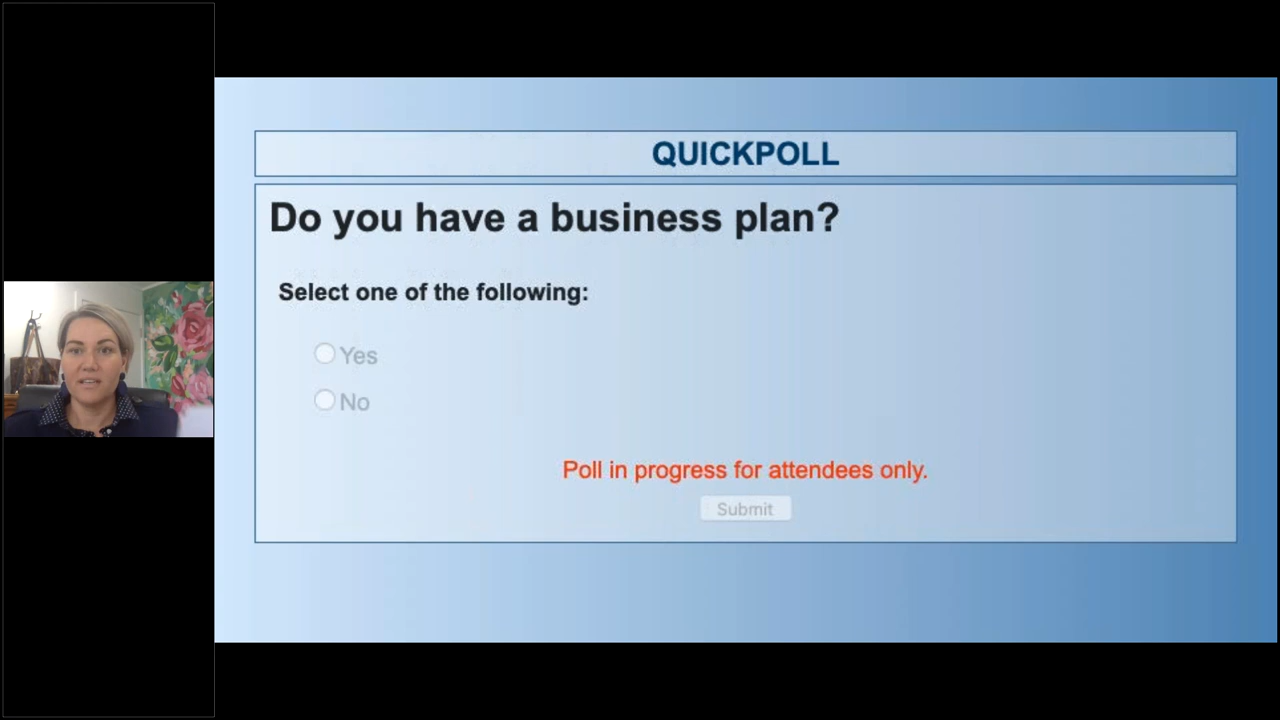 QUICKPOLL
Do you have a business plan?
Select one of the following:
Yes
No
Poll in progress for attendees only.
Submit